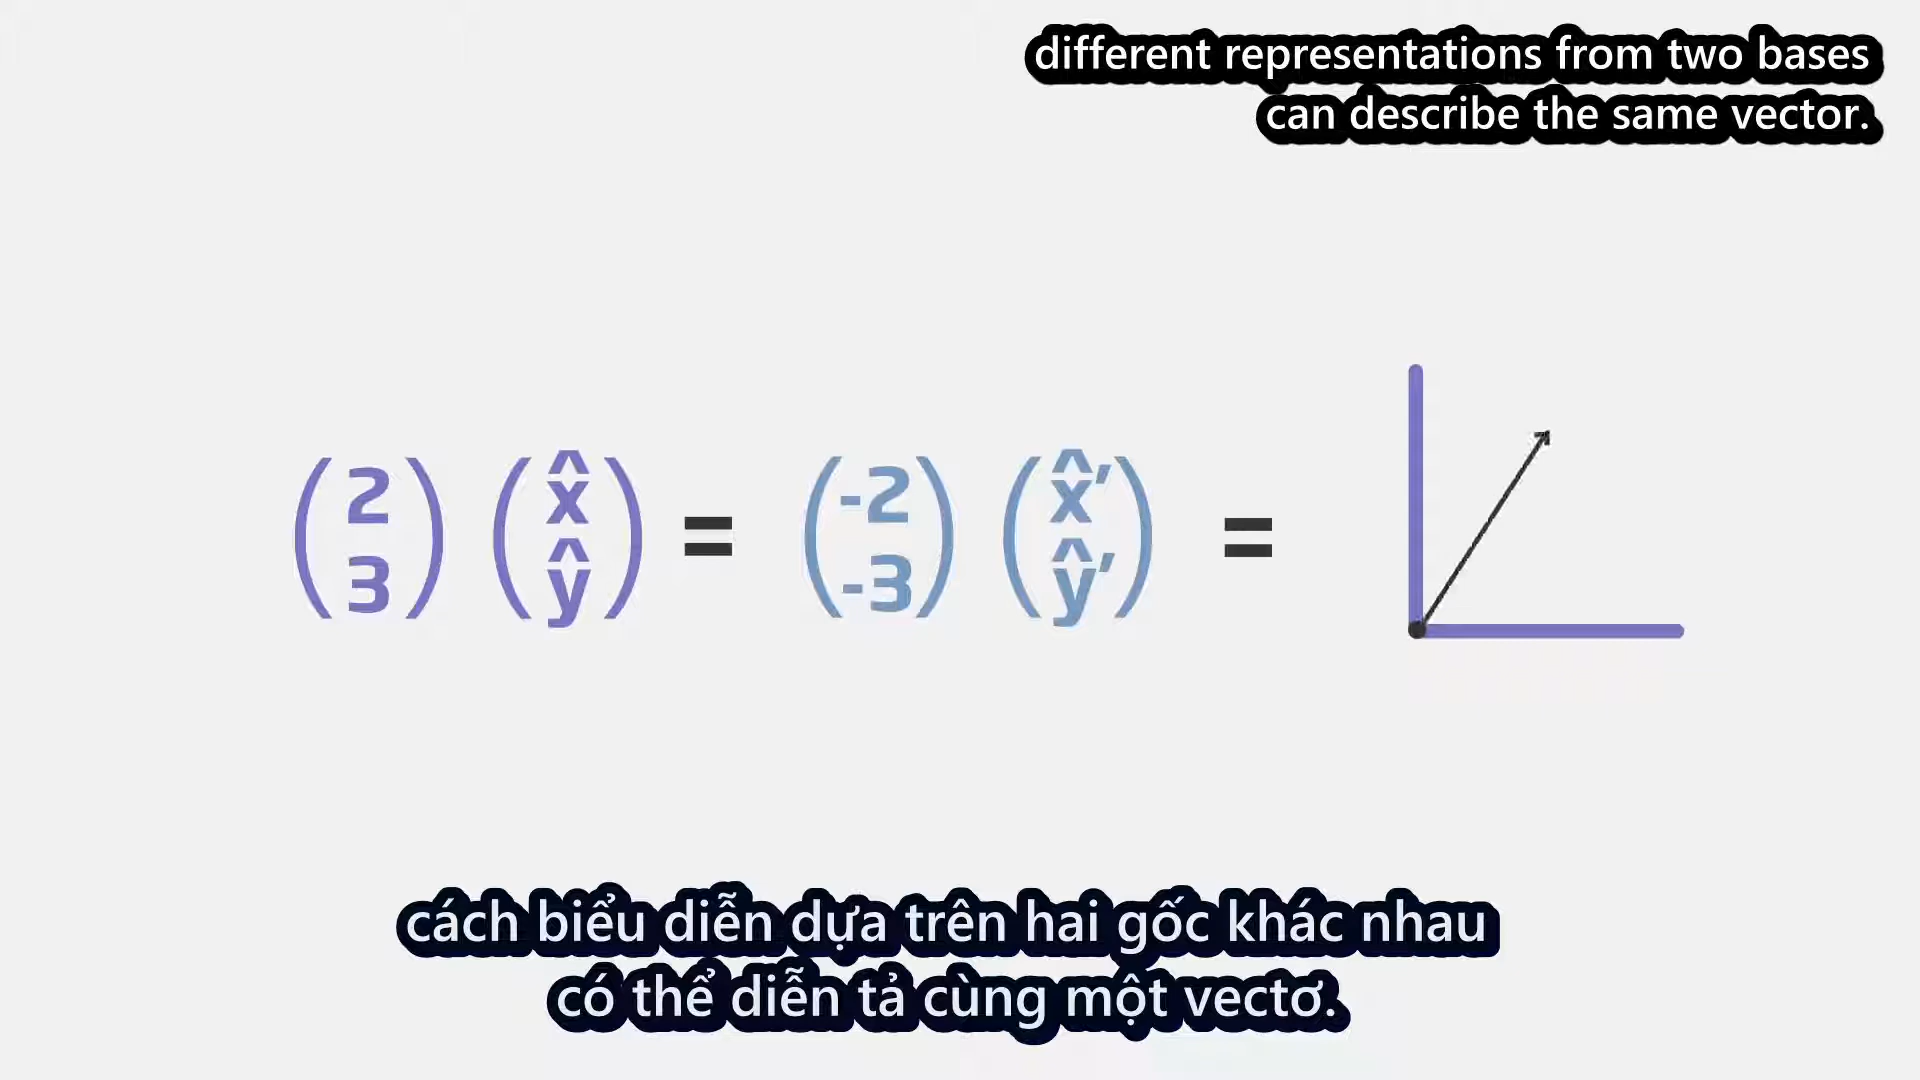 different representations from two bases
can describe the same vector.
(2 3) (x̂ ŷ) = (-2 -3) (x̂′ ŷ′) =
cách biểu diễn dựa trên hai gốc khác nhau
có thể diễn tả cùng một vectơ.